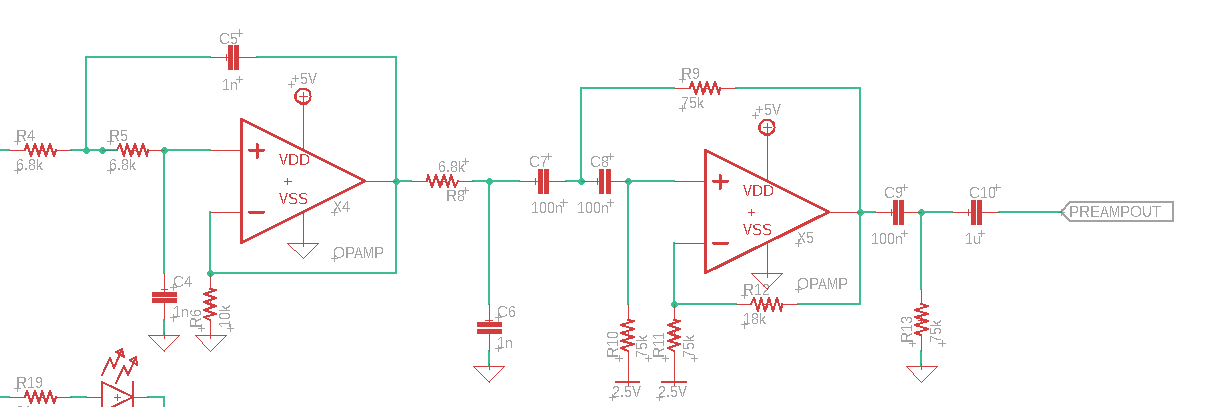 C5
1n
+5V
R4
6.8k
R5
6.8k
+
VDD
VSS
−
X4
OPAMP
6.8k
R8
C4
1n
R6
10k
C6
1n
C7
100n
C8
100n
R9
75k
+5V
+
VDD
VSS
−
X5
OPAMP
R12
18k
R10
75k
2.5V
R11
75k
2.5V
C9
100n
C10
1u
PREAMPOUT
R13
75k
R19